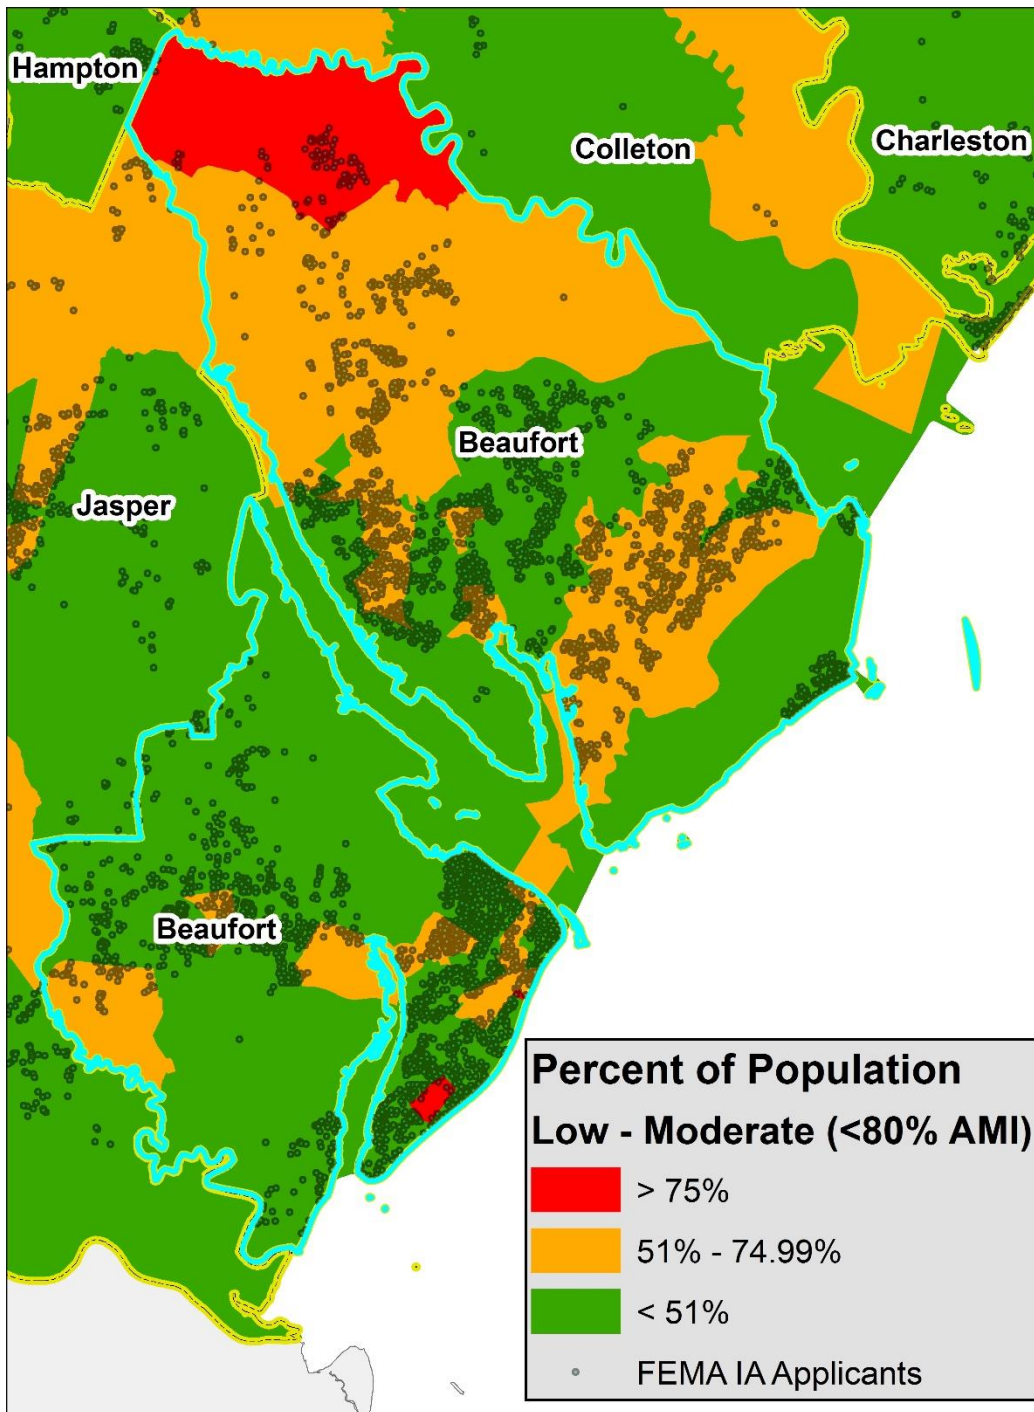 Hampton
Colleton
Charleston
Beaufort
Jasper
Beaufort
Percent of Population
Low - Moderate (<80% AMI)
> 75%
51% - 74.99%
< 51%
FEMA IA Applicants